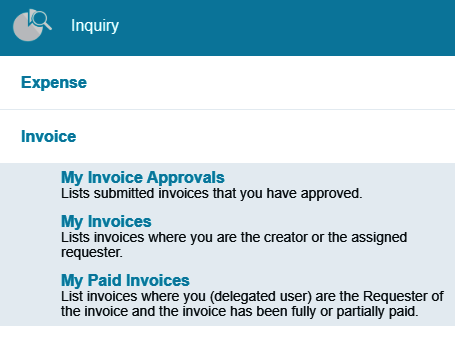 Inquiry
Expense
Invoice
My Invoice Approvals
Lists submitted invoices that you have approved.
My Invoices
Lists invoices where you are the creator or the assigned
requester.
My Paid Invoices
List invoices where you (delegated user) are the Requester of
the invoice and the invoice has been fully or partially paid.